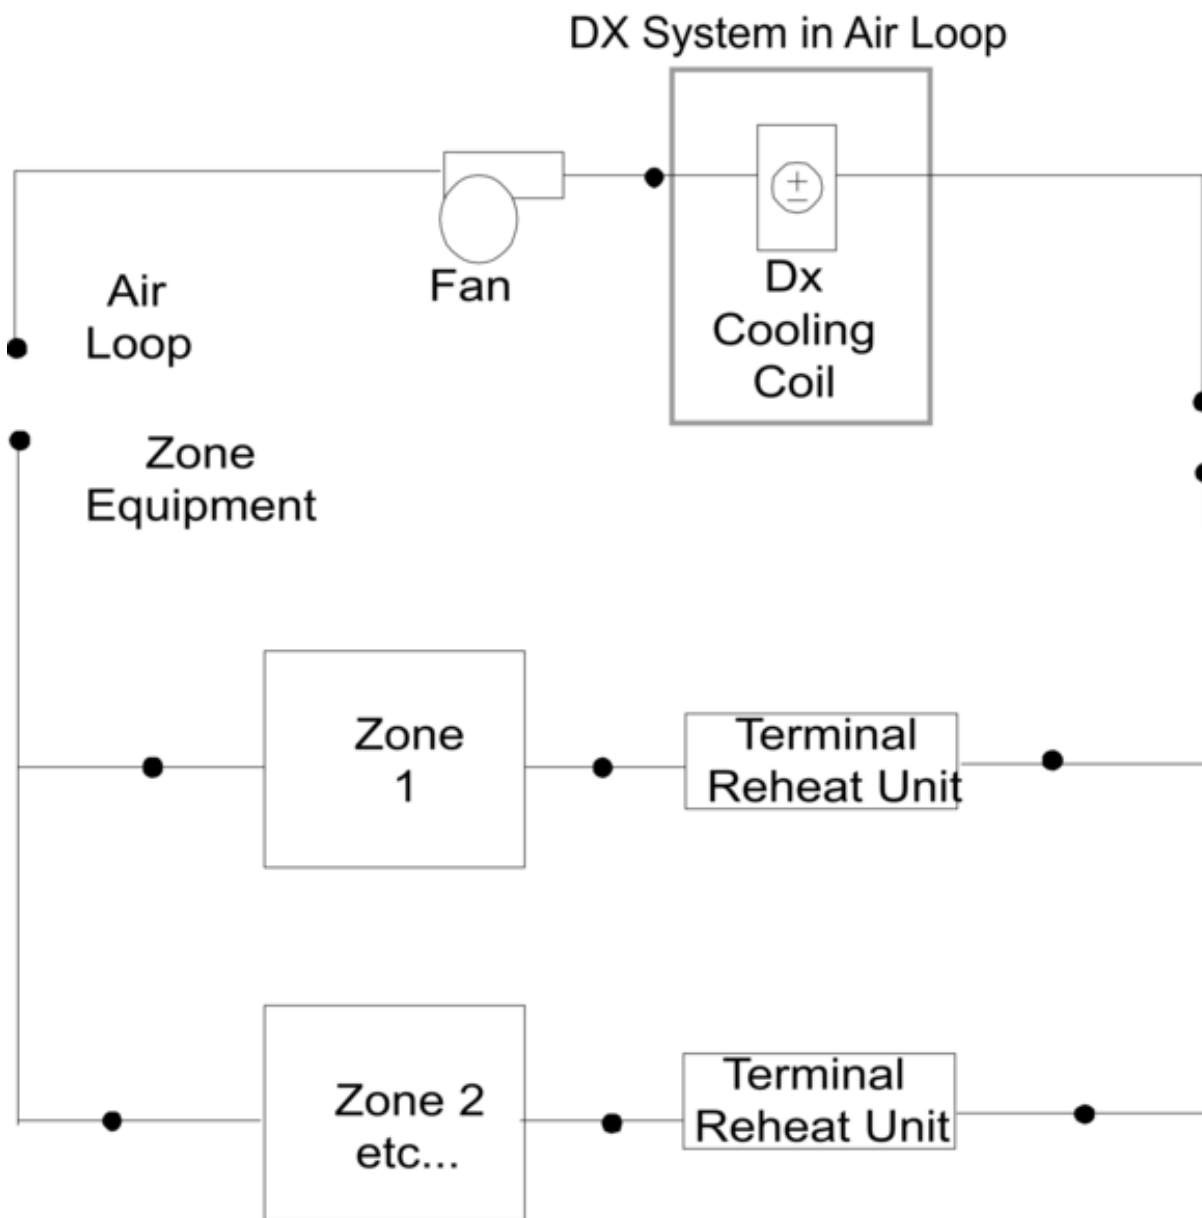 DX System in Air Loop
Fan
Dx
Cooling
Coil
Air
Loop
Zone
Equipment
Zone
1
Terminal
Reheat Unit
Zone 2
etc...
Terminal
Reheat Unit